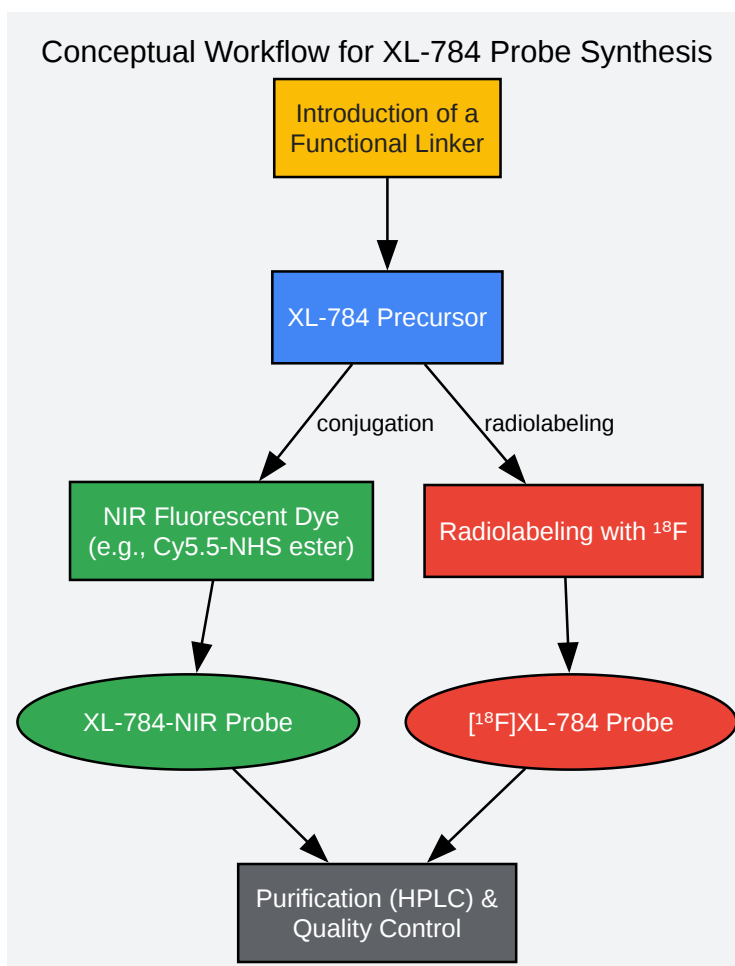 Conceptual Workflow for XL-784 Probe Synthesis
Introduction of a
Functional Linker
XL-784 Precursor
conjugation
radiolabeling
NIR Fluorescent Dye
(e.g., Cy5.5-NHS ester)
Radiolabeling with ¹⁸F
XL-784-NIR Probe
[¹⁸F]XL-784 Probe
Purification (HPLC) &
Quality Control